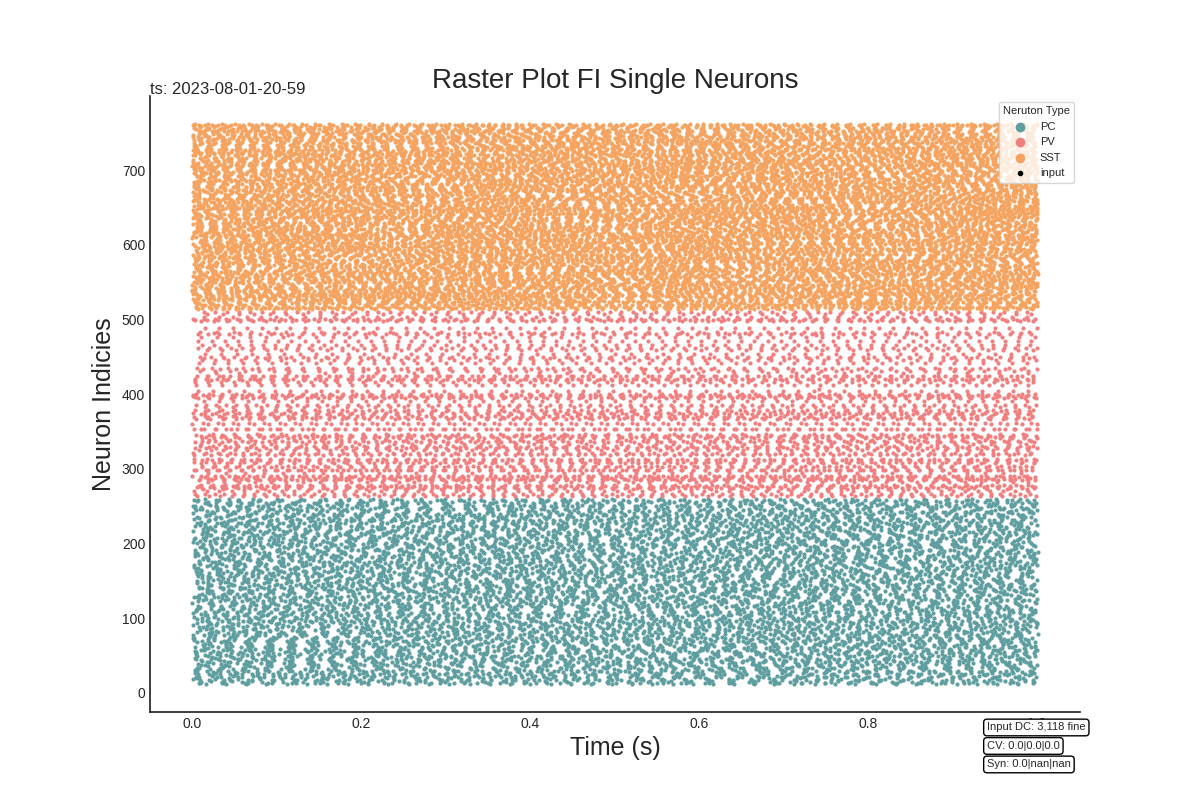 Raster Plot FI Single Neurons
ts: 2023-08-01-20-59
Neruton Type
PC
PV
SST
input
700
600
500
400
300
200
100
0
Neuron Indicies
0.0 0.2 0.4 0.6 0.8
Time (s)
Input DC: 3,118 fine
CV: 0.0|0.0|0.0
Syn: 0.0|nan|nan